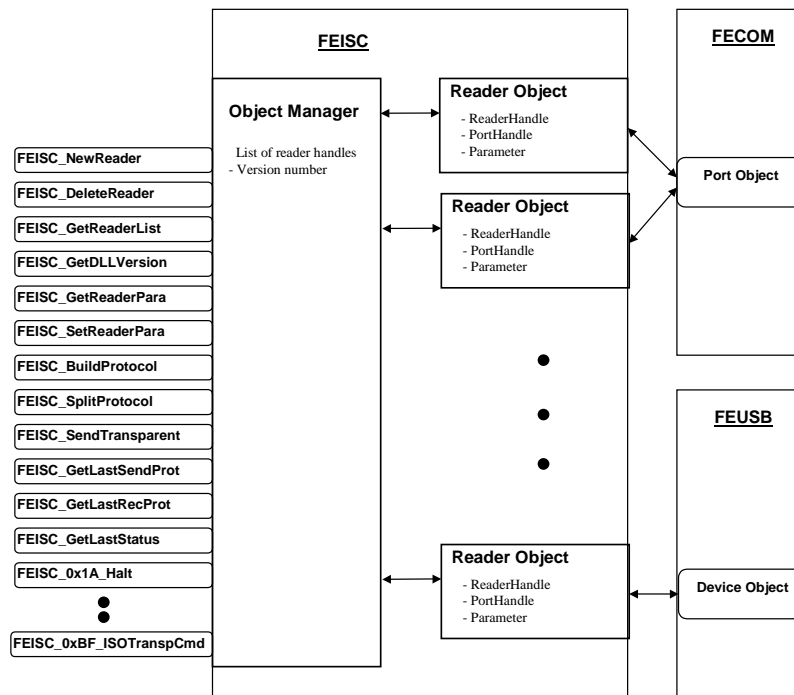 FEISC
FECOM
Object Manager
List of reader handles
- Version number
Reader Object
- ReaderHandle
- PortHandle
- Parameter
Port Object
FEISC_NewReader
FEISC_DeleteReader
FEISC_GetReaderList
FEISC_GetDLLVersion
FEISC_GetReaderPara
FEISC_SetReaderPara
FEISC_BuildProtocol
FEISC_SplitProtocol
FEISC_SendTransparent
FEISC_GetLastSendProt
FEISC_GetLastRecProt
FEISC_GetLastStatus
FEISC_0x1A_Halt
FEISC_0xBF_ISOTranspCmd
Reader Object
- ReaderHandle
- PortHandle
- Parameter
FEUSB
Reader Object
- ReaderHandle
- PortHandle
- Parameter
Device Object